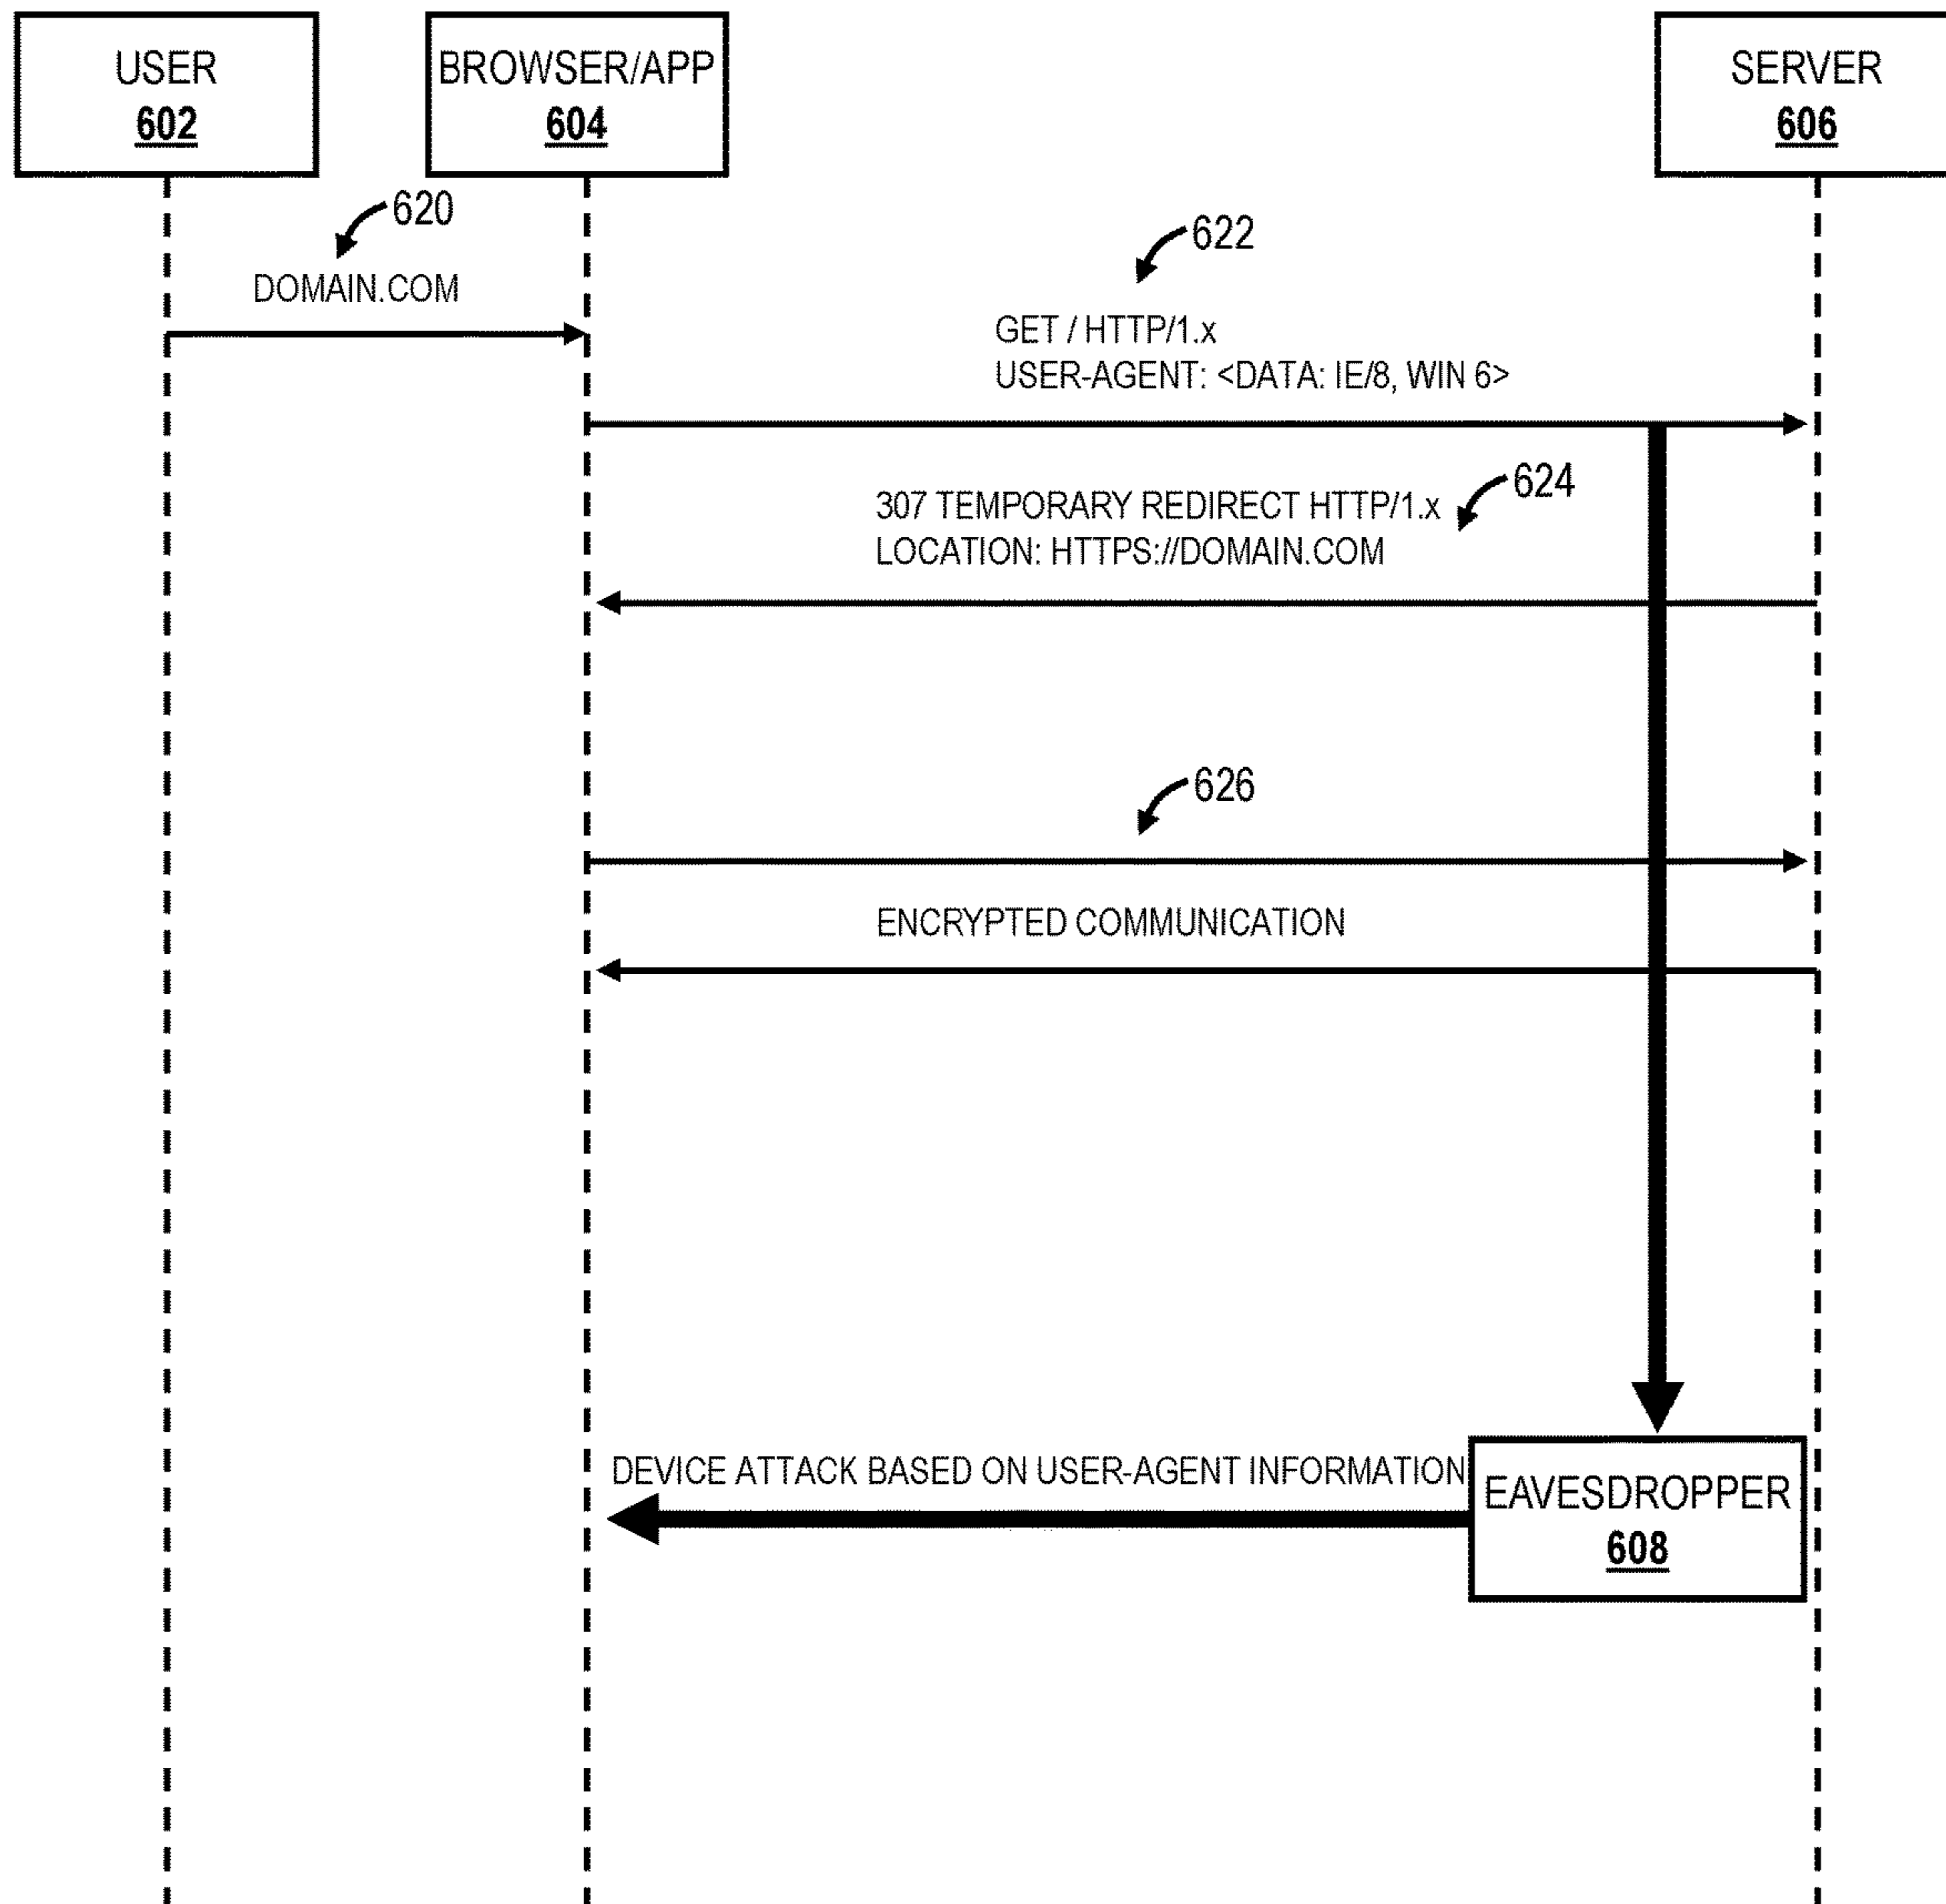 USER
602
BROWSER/APP
604
SERVER
606
620
DOMAIN.COM
622
GET / HTTP/1.x
USER-AGENT: <DATA: IE/8, WIN 6>
624
307 TEMPORARY REDIRECT HTTP/1.x
LOCATION: HTTPS://DOMAIN.COM
626
ENCRYPTED COMMUNICATION
DEVICE ATTACK BASED ON USER-AGENT INFORMATION
EAVESDROPPER
608